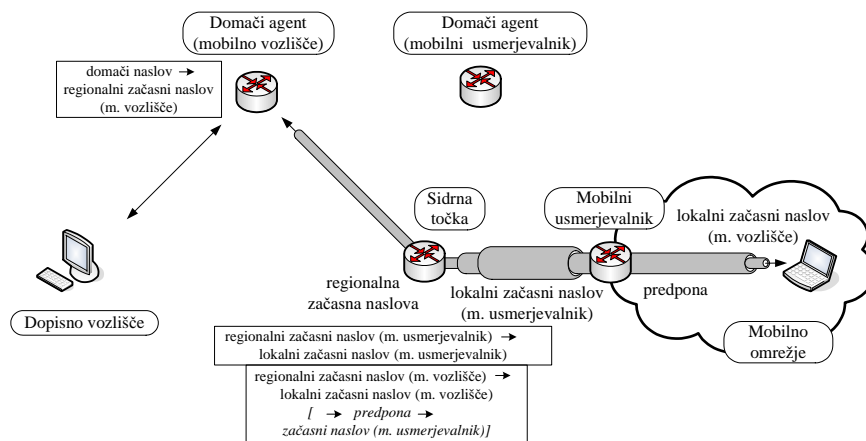 Domači agent
(mobilno vozlišče)
Domači agent
(mobilni usmerjevalnik)
domači naslov →
regionalni začasni naslov
(m. vozlišče)
Sidrna
točka
Mobilni
usmerjevalnik
lokalni začasni naslov
(m. vozlišče)
regionalna
začasna naslova
lokalni začasni naslov
(m. usmerjevalnik)
predpona
Dopisno vozlišče
Mobilno
omrežje
regionalni začasni naslov (m. usmerjevalnik) →
lokalni začasni naslov (m. usmerjevalnik)
regionalni začasni naslov (m. vozlišče) →
lokalni začasni naslov (m. vozlišče)
[ → predpona →
začasni naslov (m. usmerjevalnik)]